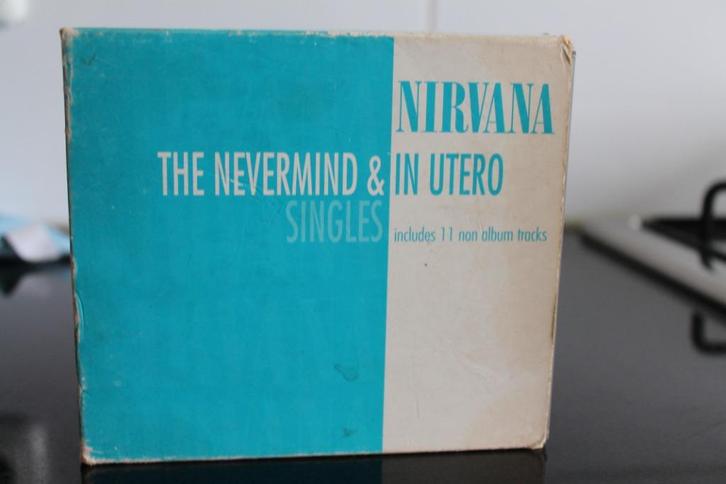 NIRVANA
THE NEVERMIND & IN UTERO
SINGLES includes 11 non album tracks